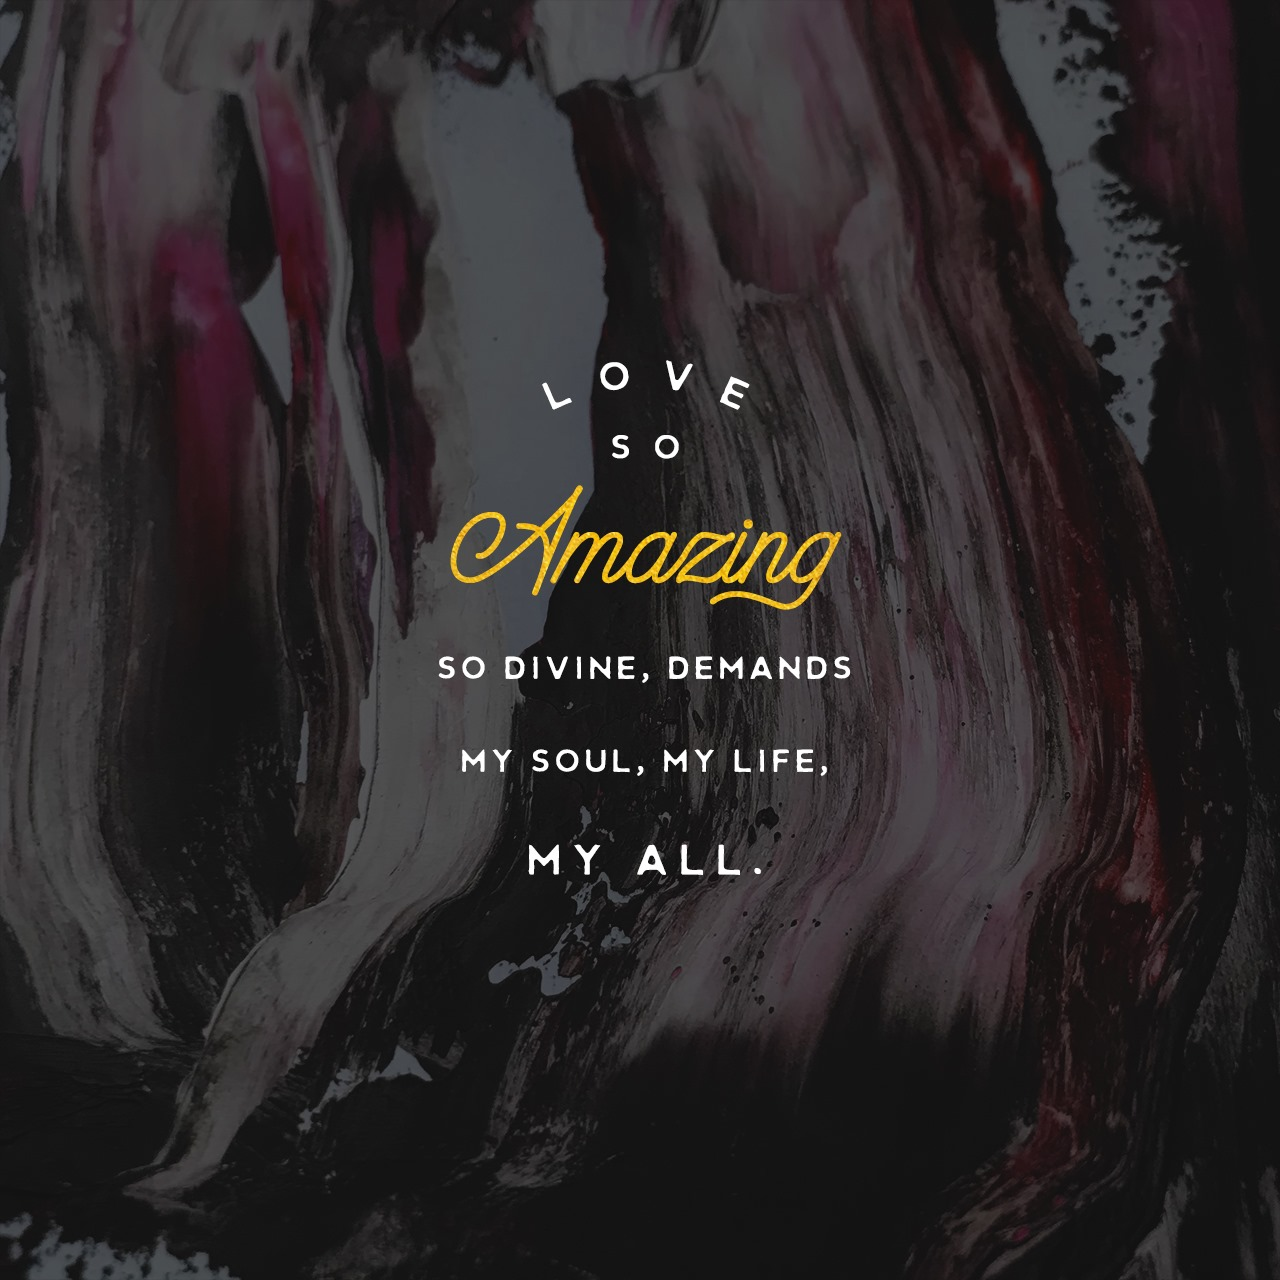 LOVE
SO
Amazing
SO DIVINE, DEMANDS
MY SOUL, MY LIFE,
MY ALL.